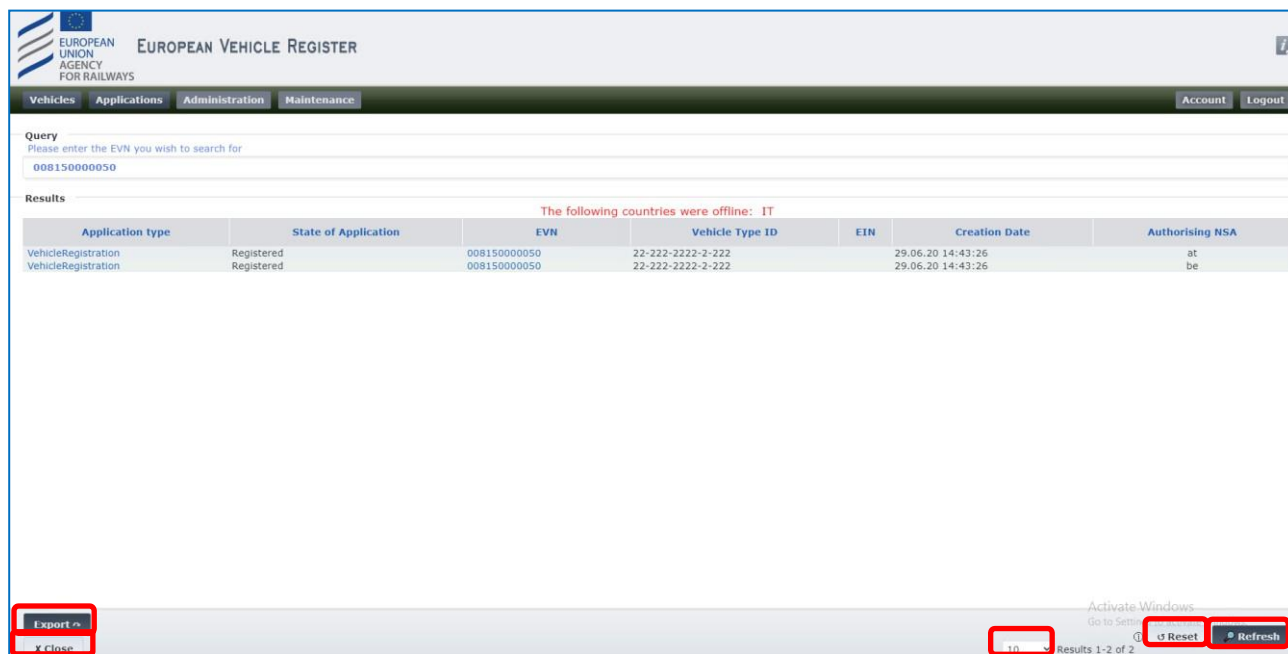 EUROPEAN
UNION
AGENCY
FOR RAILWAYS
EUROPEAN VEHICLE REGISTER
i
Vehicles Applications Administration Maintenance Account Logout
Query
Please enter the EVN you wish to search for
008150000050
Results
The following countries were offline: IT
Application type State of Application EVN Vehicle Type ID EIN Creation Date Authorising NSA
VehicleRegistration Registered 008150000050 22-222-2222-2-222 29.06.20 14:43:26 at
VehicleRegistration Registered 008150000050 22-222-2222-2-222 29.06.20 14:43:26 be
Activate Windows
Export
Go to Settings
Reset Refresh
X Close 10 Results 1-2 of 2